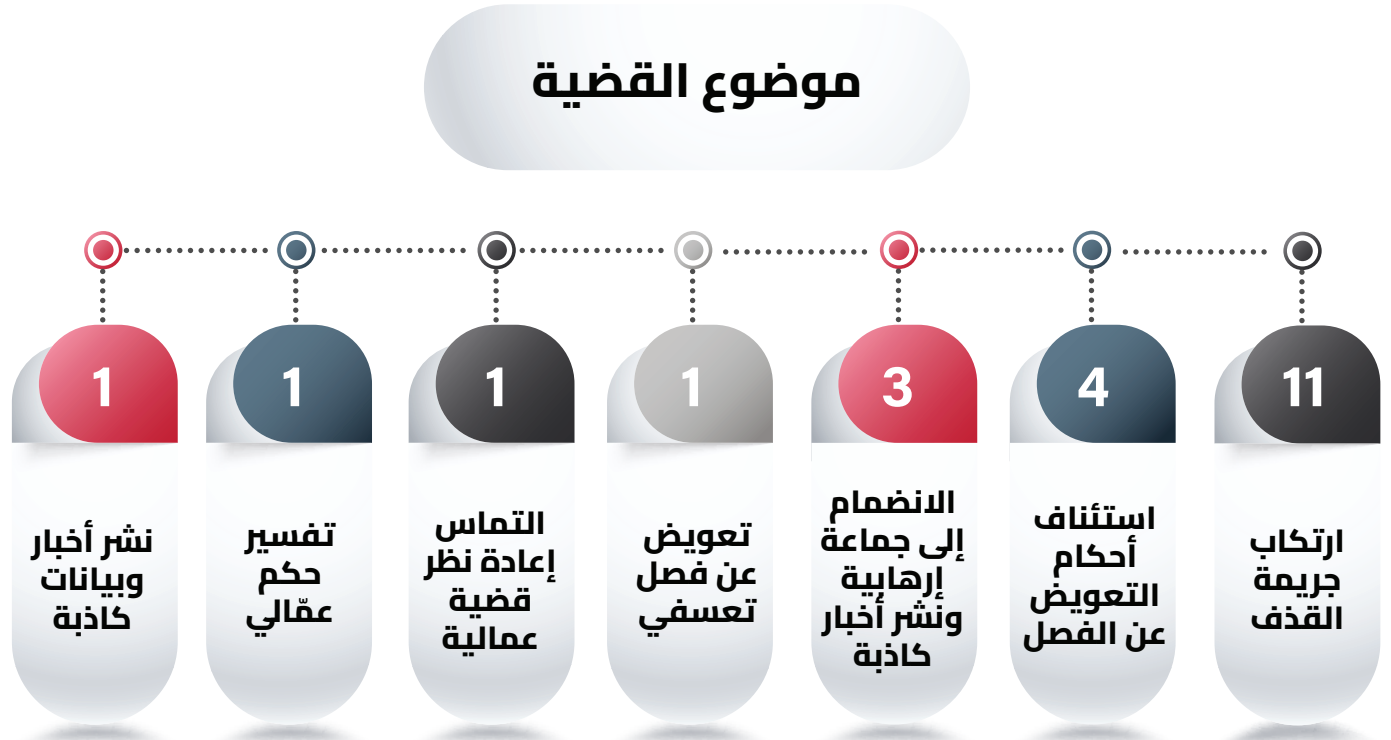 موضوع القضية
11
ارتكاب
جريمة
القذف
4
استئناف
أحكام
التعويض
عن الفصل
3
الانضمام
إلى جماعة
إرهابية
ونشر أخبار
كاذبة
1
تعويض
عن فصل
تعسفي
1
التماس
إعادة نظر
قضية
عمالية
1
تفسير
حكم
عمّالي
1
نشر أخبار
وبيانات
كاذبة